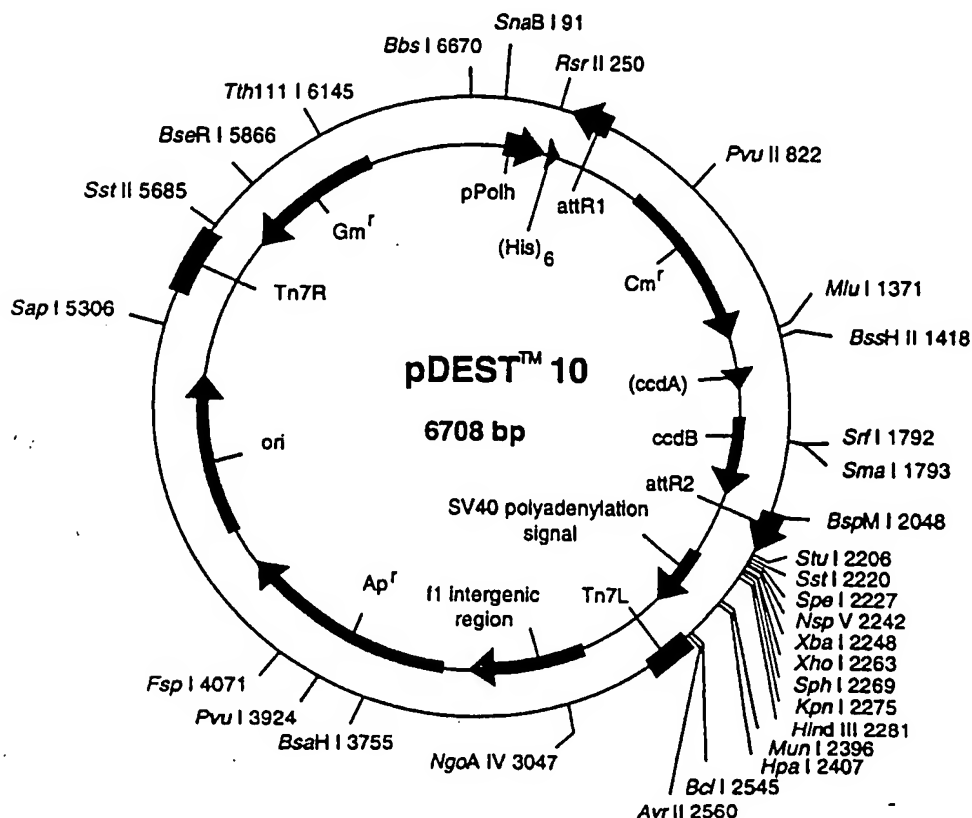 SnaB I 91
Bbs I 6670
Rsr II 250
Tth111 I 6145
BseR I 5866
Pvu II 822
Sst II 5685
pPolh
attR1
Gmʳ
(His)₆
Cmʳ
Tn7R
Sap I 5306
Mlu I 1371
BssH II 1418
pDEST™ 10
(ccdA)
6708 bp
ori
ccdB
Srf I 1792
Sma I 1793
attR2
SV40 polyadenylation
signal
BspM I 2048
Stu I 2206
Sst I 2220
Spe I 2227
Nsp V 2242
Xba I 2248
Xho I 2263
Sph I 2269
Kpn I 2275
Hind III 2281
Mun I 2396
Hpa I 2407
Bcl I 2545
Avr II 2560
Tn7L
Apʳ
f1 intergenic
region
Fsp I 4071
Pvu I 3924
BsaH I 3755
NgoA IV 3047